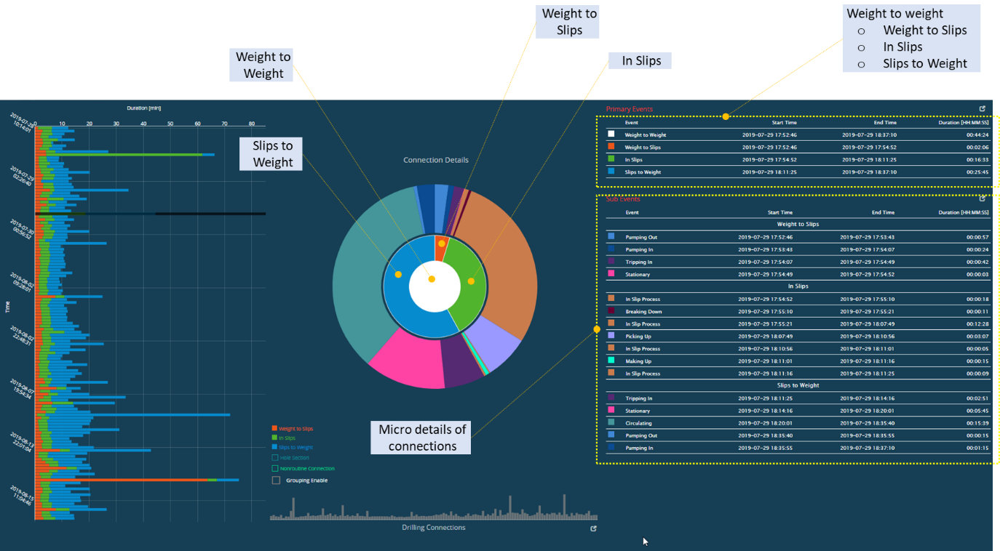 Weight to
Slips
Weight to weight
o Weight to Slips
o In Slips
o Slips to Weight
Weight to
Weight
In Slips
Slips to
Weight
Duration [min]
0 10 20 30 40 50 60 70 80
2019-07-28
10:14:01
2019-07-29
02:26:40
2019-07-30
00:56:52
2019-08-02
09:28:01
2019-08-02
22:48:31
2019-08-07
19:54:34
2019-08-13
22:01:04
2019-08-15
11:04:46
Time
Connection Details
Micro details of
connections
Weight to Slips
In Slips
Slips to Weight
Hole Section
Nonroutine Connection
Grouping Enable
Drilling Connections
Primary Events
Event Start Time End Time Duration [HH:MM:SS]
Weight to Weight 2019-07-29 17:52:46 2019-07-29 18:37:10 00:44:24
Weight to Slips 2019-07-29 17:52:46 2019-07-29 17:54:52 00:02:06
In Slips 2019-07-29 17:54:52 2019-07-29 18:11:25 00:16:33
Slips to Weight 2019-07-29 18:11:25 2019-07-29 18:37:10 00:25:45
Sub Events
Event Start Time End Time Duration [HH:MM:SS]
Weight to Slips
Pumping Out 2019-07-29 17:52:46 2019-07-29 17:53:43 00:00:57
Pumping In 2019-07-29 17:53:43 2019-07-29 17:54:07 00:00:24
Tripping In 2019-07-29 17:54:07 2019-07-29 17:54:49 00:00:42
Stationary 2019-07-29 17:54:49 2019-07-29 17:54:52 00:00:03
In Slips
In Slip Process 2019-07-29 17:54:52 2019-07-29 17:55:10 00:00:18
Breaking Down 2019-07-29 17:55:10 2019-07-29 17:55:21 00:00:11
In Slip Process 2019-07-29 17:55:21 2019-07-29 18:07:49 00:12:28
Picking Up 2019-07-29 18:07:49 2019-07-29 18:10:56 00:03:07
In Slip Process 2019-07-29 18:10:56 2019-07-29 18:11:01 00:00:05
Making Up 2019-07-29 18:11:01 2019-07-29 18:11:16 00:00:15
In Slip Process 2019-07-29 18:11:16 2019-07-29 18:11:25 00:00:09
Slips to Weight
Tripping In 2019-07-29 18:11:25 2019-07-29 18:14:16 00:02:51
Stationary 2019-07-29 18:14:16 2019-07-29 18:20:01 00:05:45
Circulating 2019-07-29 18:20:01 2019-07-29 18:35:40 00:15:39
Pumping Out 2019-07-29 18:35:40 2019-07-29 18:35:55 00:00:15
Pumping In 2019-07-29 18:35:55 2019-07-29 18:37:10 00:01:15